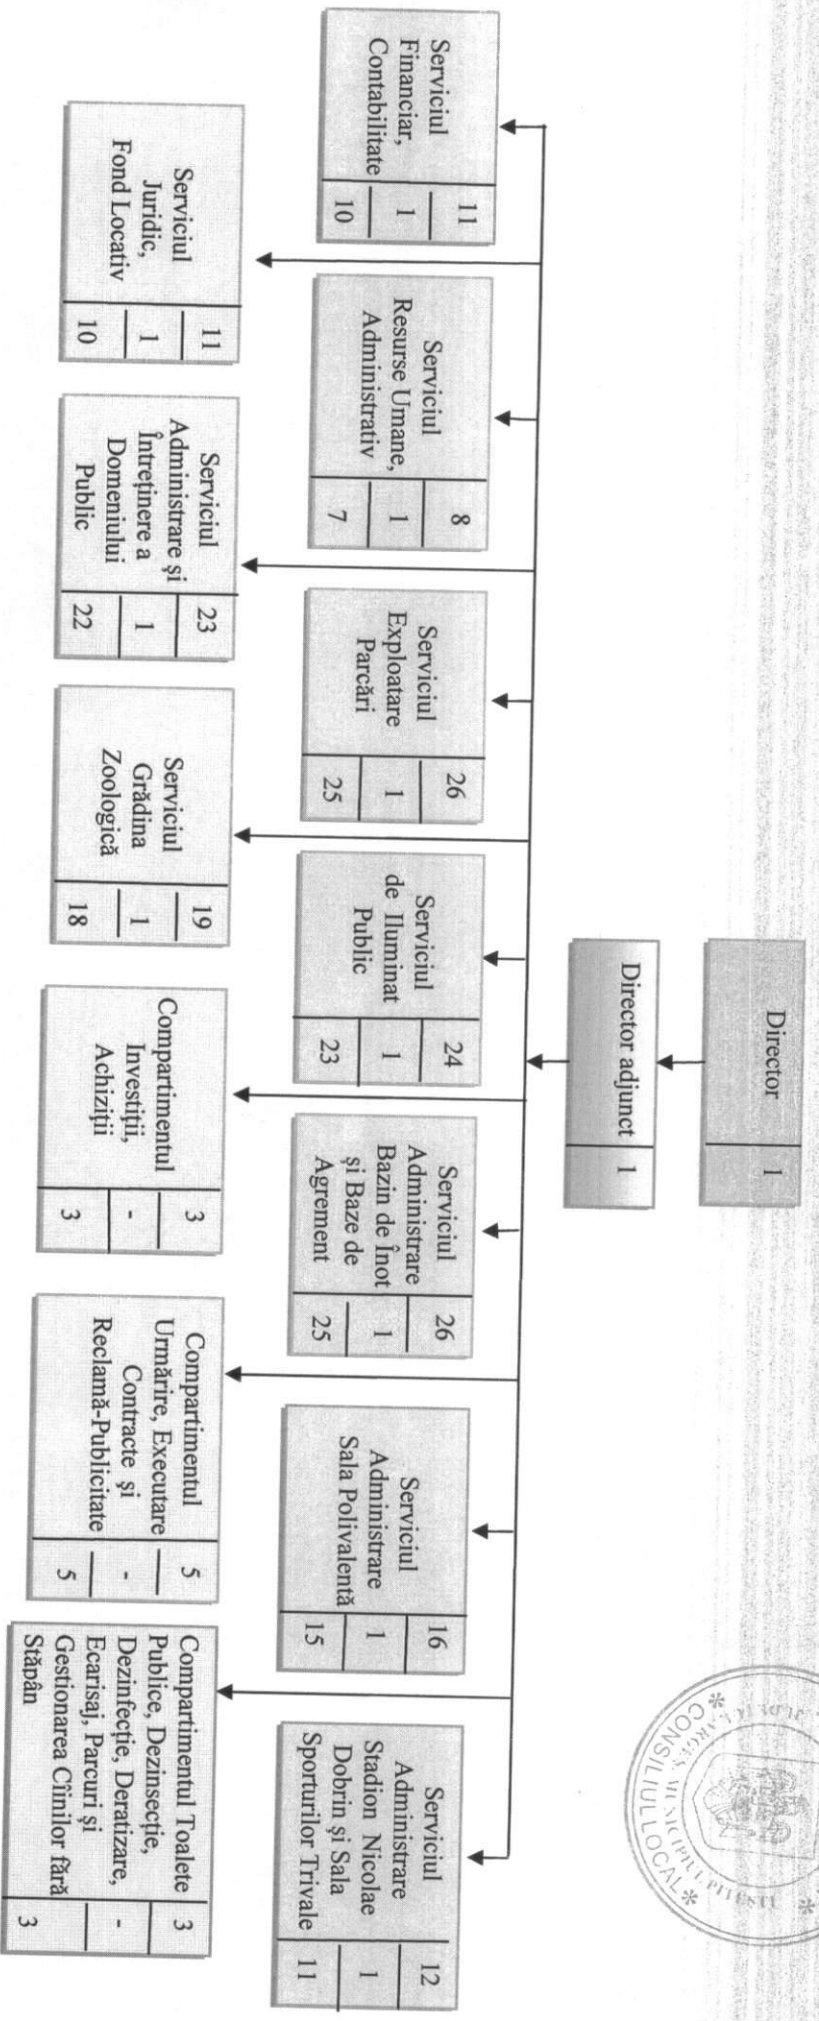 Director
1
Director adjunct
1
Serviciul
Financiar,
Contabilitate
11
1
10
Serviciul
Resurse Umane,
Administrativ
8
1
7
Serviciul
Exploatare
Parcări
26
1
25
Serviciul
de Iluminat
Public
24
1
23
Serviciul
Administrare
Bazin de Înot
și Baze de
Agrement
26
1
25
Serviciul
Administrare
Sala Polivalentă
16
1
15
Serviciul
Administrare
Stadion Nicolae
Dobrin și Sala
Sporturilor Trivale
12
1
11
Serviciul
Juridic,
Fond Locativ
11
1
10
Serviciul
Administrare și
Întreținere a
Domeniului
Public
23
1
22
Serviciul
Grădina
Zoologică
19
1
18
Compartimentul
Investiții,
Achiziții
3
-
3
Compartimentul
Urmărire, Executare
Contracte și
Reclamă-Publicitate
5
-
5
Compartimentul Toalete
Publice, Dezinsecție,
Dezinfecție, Deratizare,
Ecarisaj, Parcuri și
Gestionarea Cîinilor fără
Stăpân
3
-
3
* CONSILIUL LOCAL *
MUNICIPIUL PITEȘTI